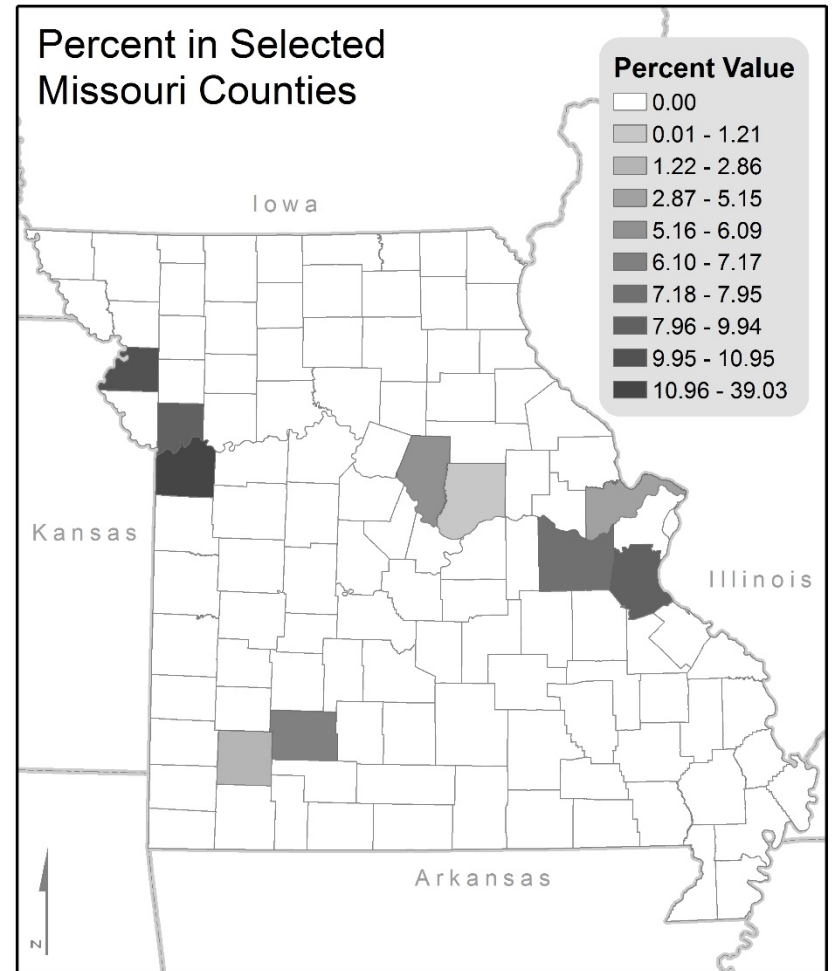 Percent in Selected
Missouri Counties
Percent Value
0.00
0.01 - 1.21
1.22 - 2.86
2.87 - 5.15
5.16 - 6.09
6.10 - 7.17
7.18 - 7.95
7.96 - 9.94
9.95 - 10.95
10.96 - 39.03
Iowa
Kansas
Illinois
Arkansas
N